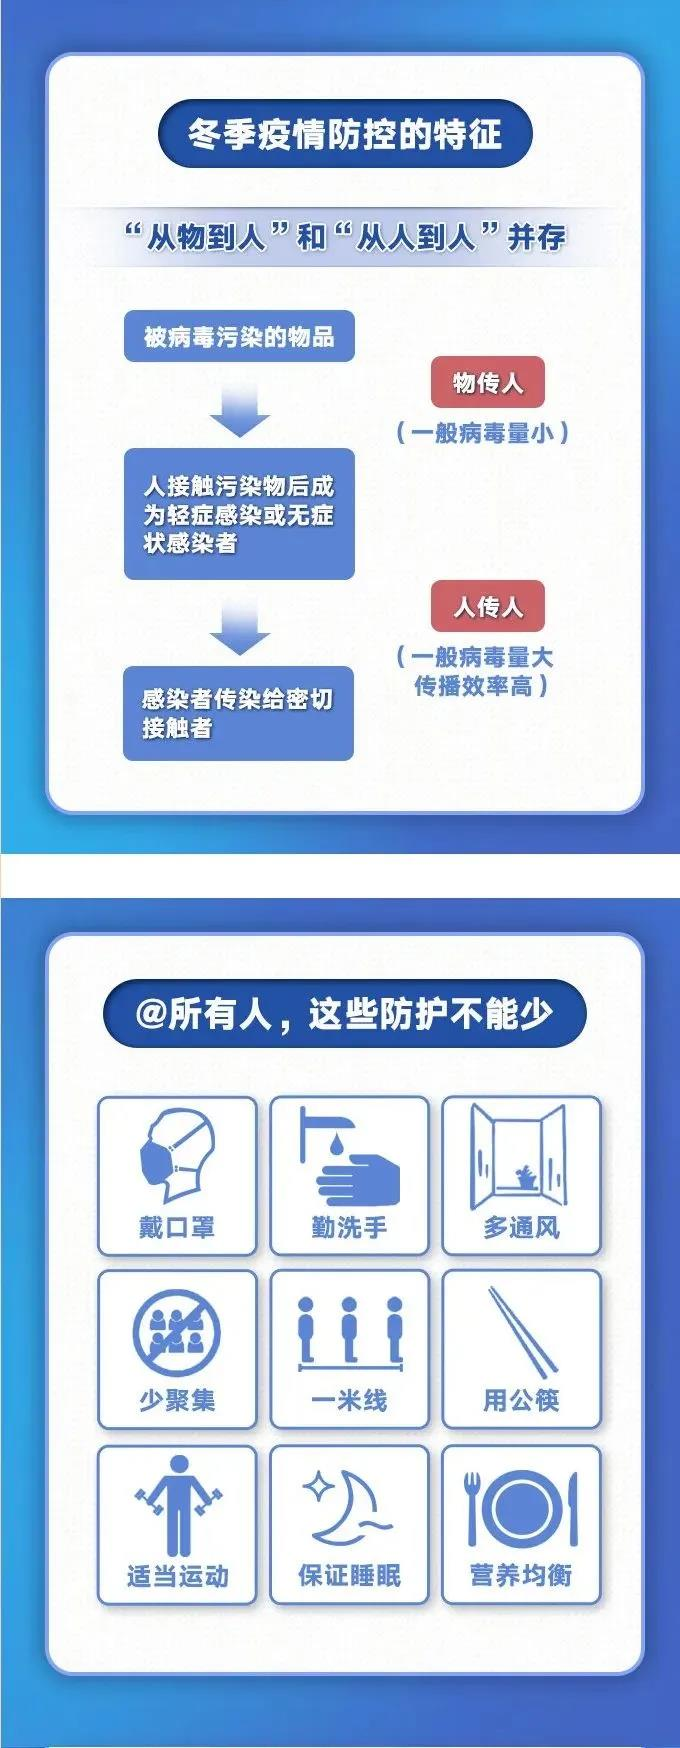 冬季疫情防控的特征
“从物到人”和“从人到人”并存
被病毒污染的物品
物传人
（一般病毒量小）
人接触污染物后成
为轻症感染或无症
状感染者
人传人
（一般病毒量大
传播效率高）
感染者传染给密切
接触者
@所有人，这些防护不能少
戴口罩
勤洗手
多通风
少聚集
一米线
用公筷
适当运动
保证睡眠
营养均衡